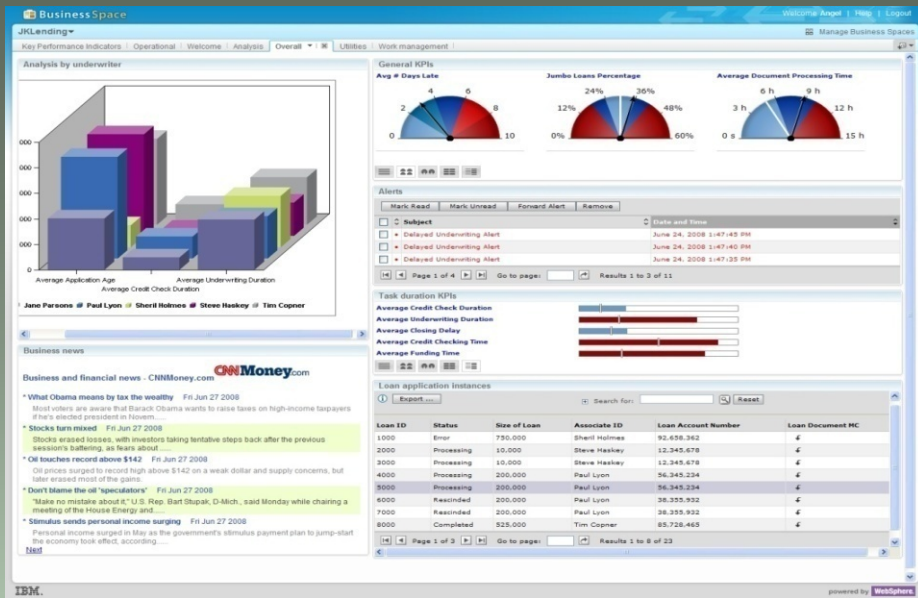 BusinessSpace
Welcome Angel | Help | Logout
JKLending
Manage Business Spaces
Key Performance Indicators | Operational | Welcome | Analysis | Overall | Utilities | Work management
Analysis by underwriter
000
000
000
000
000
0
Average Application Age
Average Credit Check Duration
Average Underwriting Duration
Jane Parsons Paul Lyon Sheril Holmes Steve Haskey Tim Copner
Business news
Business and financial news - CNNMoney.com CNNMoney.com
* What Obama means by tax the wealthy Fri Jun 27 2008
Most voters are aware that Barack Obama wants to raise taxes on high-income taxpayers
if he's elected president in Novem.....
* Stocks turn mixed Fri Jun 27 2008
Stocks erased losses, with investors taking tentative steps back after the previous
session's battering, as fears about.....
* Oil touches record above $142 Fri Jun 27 2008
Oil prices surged to record high above $142 on a weak dollar and supply concerns, but
later erased most of the gains.
* Don't blame the oil 'speculators' Fri Jun 27 2008
"Make no mistake about it," U.S. Rep. Bart Stupak, D-Mich., said Monday while chairing a
meeting of the House Energy and.....
* Stimulus sends personal income surging Fri Jun 27 2008
Personal income surged in May as the government's stimulus payment plan to jump-start
the economy took effect, according.....
Next
General KPIs
Avg # Days Late
0 2 4 6 8 10
Jumbo Loans Percentage
0% 12% 24% 36% 48% 60%
Average Document Processing Time
0 s 3 h 6 h 9 h 12 h 15 h
Alerts
Mark Read Mark Unread Forward Alert Remove
Subject Date and Time
Delayed Underwriting Alert June 24, 2008 1:47:45 PM
Delayed Underwriting Alert June 24, 2008 1:47:40 PM
Delayed Underwriting Alert June 24, 2008 1:47:35 PM
Page 1 of 4 Go to page: Results 1 to 3 of 11
Task duration KPIs
Average Credit Check Duration
Average Underwriting Duration
Average Closing Delay
Average Credit Checking Time
Average Funding Time
Loan application instances
Export ... Search for: Reset
Loan ID Status Size of Loan Associate ID Loan Account Number Loan Document MC
1000 Error 750,000 Sheril Holmes 92,658,362
2000 Processing 10,000 Steve Haskey 12,345,678
3000 Processing 10,000 Steve Haskey 12,345,678
4000 Processing 200,000 Paul Lyon 56,345,234
5000 Processing 200,000 Paul Lyon 56,345,234
6000 Rescinded 200,000 Paul Lyon 38,355,932
7000 Rescinded 200,000 Paul Lyon 38,355,932
8000 Completed 525,000 Tim Copner 85,728,465
Page 1 of 3 Go to page: Results 1 to 8 of 23
IBM.
powered by WebSphere.